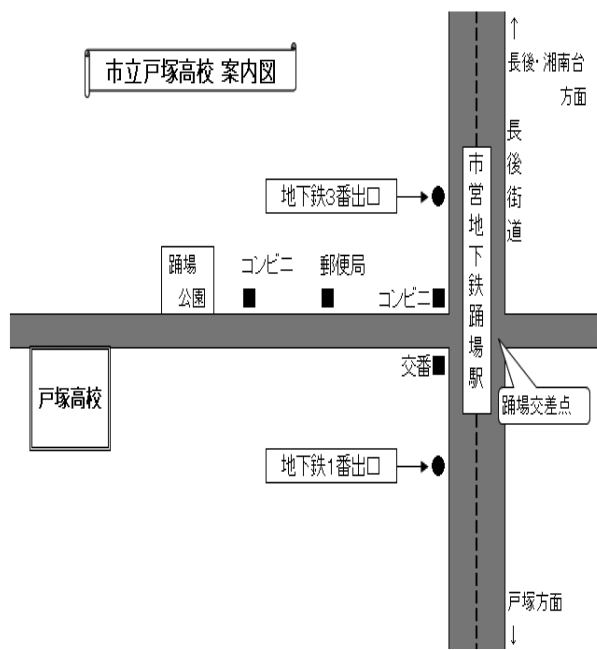 市立戸塚高校 案内図
↑
長後・湘南台
方面
長後街道
市営地下鉄踊場駅
地下鉄3番出口
踊場
公園
コンビニ
郵便局
コンビニ
交番
戸塚高校
踊場交差点
地下鉄1番出口
戸塚方面
↓